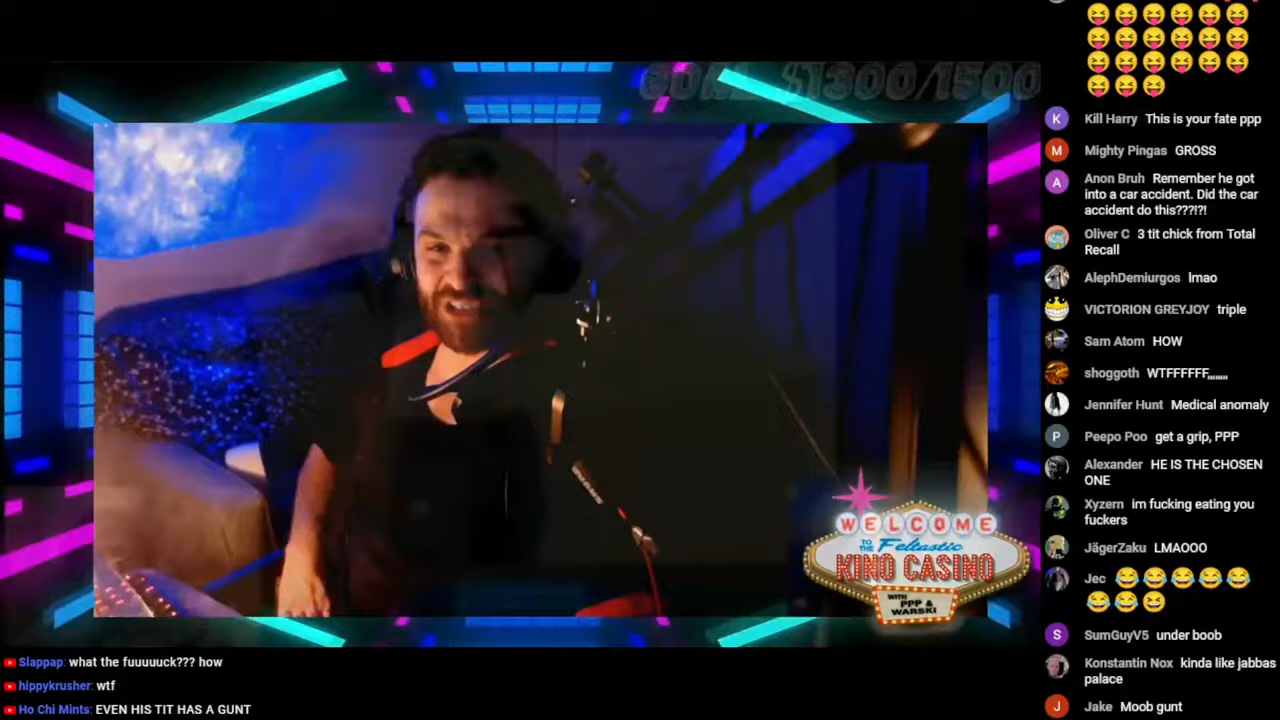 GOAL $1300/1500
Kill Harry This is your fate ppp
Mighty Pingas GROSS
Anon Bruh Remember he got
into a car accident. Did the car
accident do this???!?!
Oliver C 3 tit chick from Total
Recall
AlephDemiurgos lmao
VICTORION GREYJOY triple
Sam Atom HOW
shoggoth WTFFFFFF,,,,,,,,
Jennifer Hunt Medical anomaly
Peepo Poo get a grip, PPP
Alexander HE IS THE CHOSEN
ONE
Xyzern im fucking eating you
fuckers
JägerZaku LMAOOO
Jec 😂😂😂😂😂
😂😂😆
SumGuyV5 under boob
Konstantin Nox kinda like jabbas
palace
Jake Moob gunt
WELCOME
TO THE Feltastic
KINO CASINO
WITH
PPP &
WARSKI
Slappap: what the fuuuuuck??? how
hippykrusher: wtf
Ho Chi Mints: EVEN HIS TIT HAS A GUNT